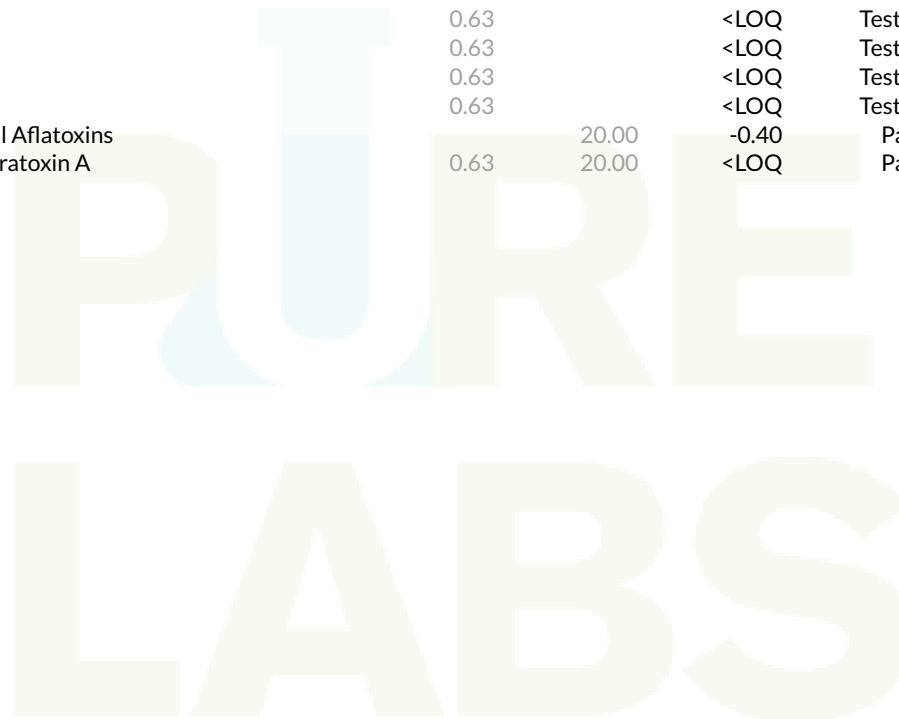 0.63 <LOQ Test
0.63 <LOQ Test
0.63 <LOQ Test
0.63 <LOQ Test
l Aflatoxins 20.00 -0.40 Pa
ratoxin A 0.63 20.00 <LOQ Pa
PURE
LABS